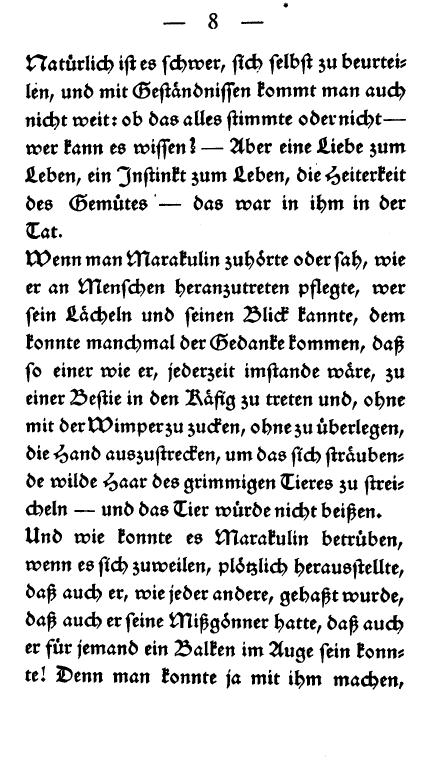 — 8 —
Natürlich ist es schwer, sich selbst zu beurtei-
len, und mit Geständnissen kommt man auch
nicht weit: ob das alles stimmte oder nicht —
wer kann es wissen? — Aber eine Liebe zum
Leben, ein Instinkt zum Leben, die Heiterkeit
des Gemütes — das war in ihm in der
Tat.
Wenn man Marakulin zuhörte oder sah, wie
er an Menschen heranzutreten pflegte, wer
sein Lächeln und seinen Blick kannte, dem
konnte manchmal der Gedanke kommen, daß
so einer wie er, jederzeit imstande wäre, zu
einer Bestie in den Käfig zu treten und, ohne
mit der Wimper zu zucken, ohne zu überlegen,
die Hand auszustrecken, um das sich sträuben-
de wilde Haar des grimmigen Tieres zu strei-
cheln — und das Tier würde nicht beißen.
Und wie konnte es Marakulin betrüben,
wenn es sich zuweilen, plötzlich herausstellte,
daß auch er, wie jeder andere, gehaßt wurde,
daß auch er seine Mißgönner hatte, daß auch
er für jemand ein Balken im Auge sein konn-
te! Denn man konnte ja mit ihm machen,